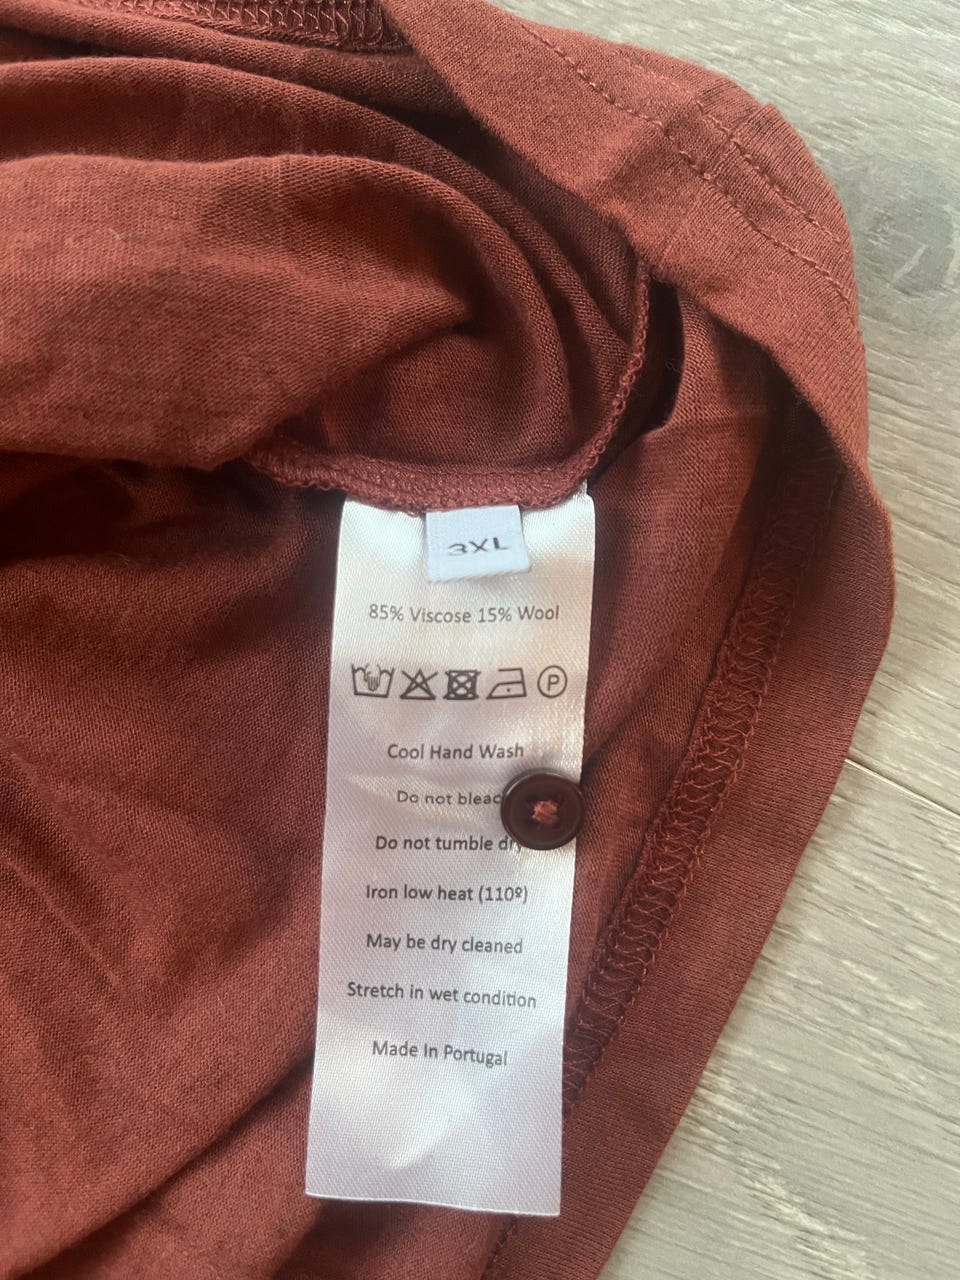 3XL
85% Viscose 15% Wool
P
Cool Hand Wash
Do not bleac
Do not tumble dry
Iron low heat (110º)
May be dry cleaned
Stretch in wet condition
Made In Portugal